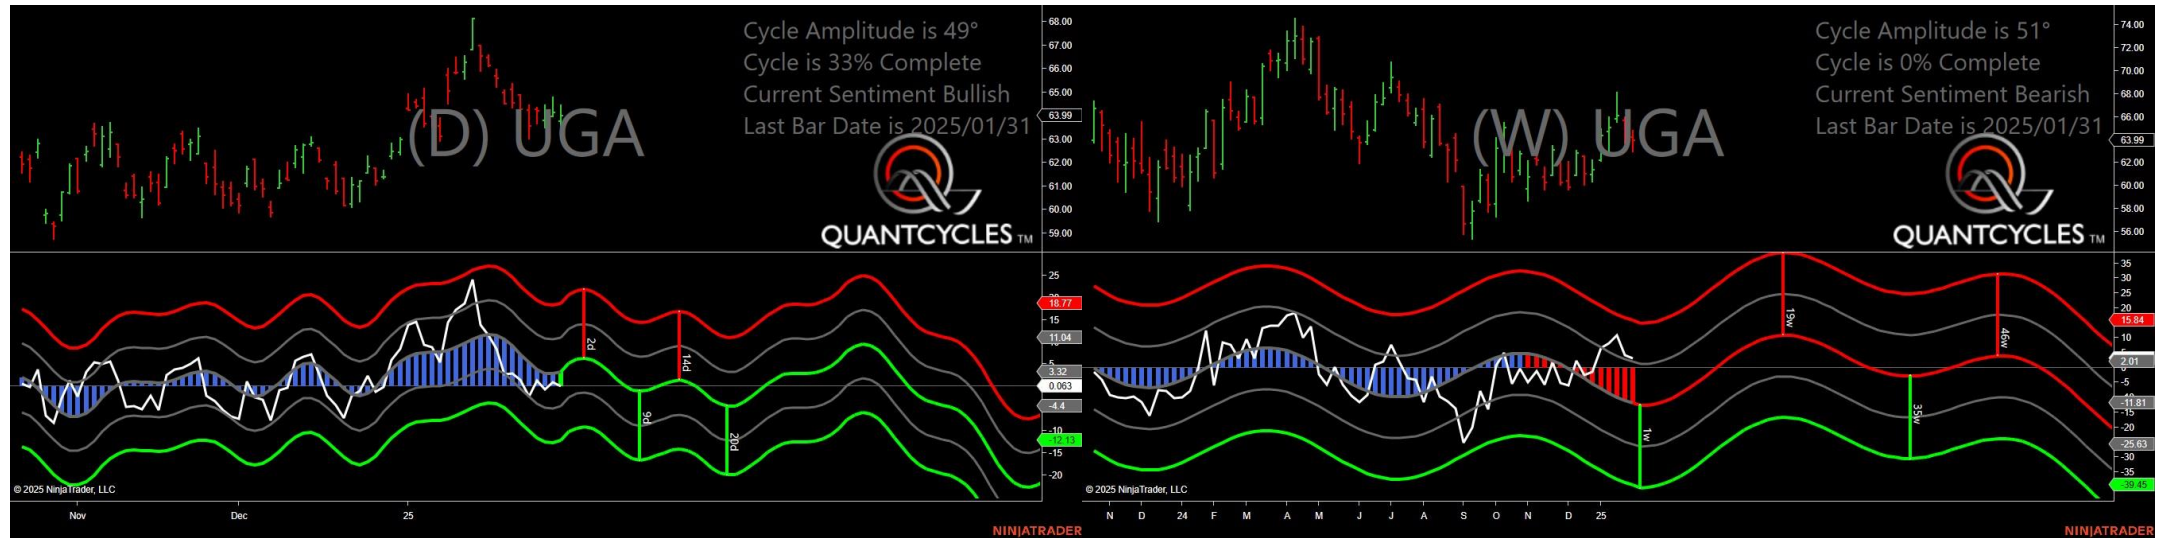 Cycle Amplitude is 49°
Cycle is 33% Complete
Current Sentiment Bullish
Last Bar Date is 2025/01/31
(D) UGA
QUANTCYCLES TM
68.00
67.00
66.00
65.00
63.99
63.00
62.00
61.00
60.00
59.00
25
18.77
15
11.04
5
3.32
0.063
-4.4
-10
-12.13
-15
-20
2d
14d
9d
20d
© 2025 NinjaTrader, LLC
Nov
Dec
25
NINJATRADER
Cycle Amplitude is 51°
Cycle is 0% Complete
Current Sentiment Bearish
Last Bar Date is 2025/01/31
(W) UGA
QUANTCYCLES TM
74.00
72.00
70.00
68.00
66.00
63.99
62.00
60.00
58.00
56.00
35
30
25
20
15.84
10
5
2.01
-5
-11.81
-15
-20
-25.63
-30
-35
-39.45
19w
46w
1w
35w
© 2025 NinjaTrader, LLC
N D 24 F M A M J J A S O N D 25
NINJATRADER